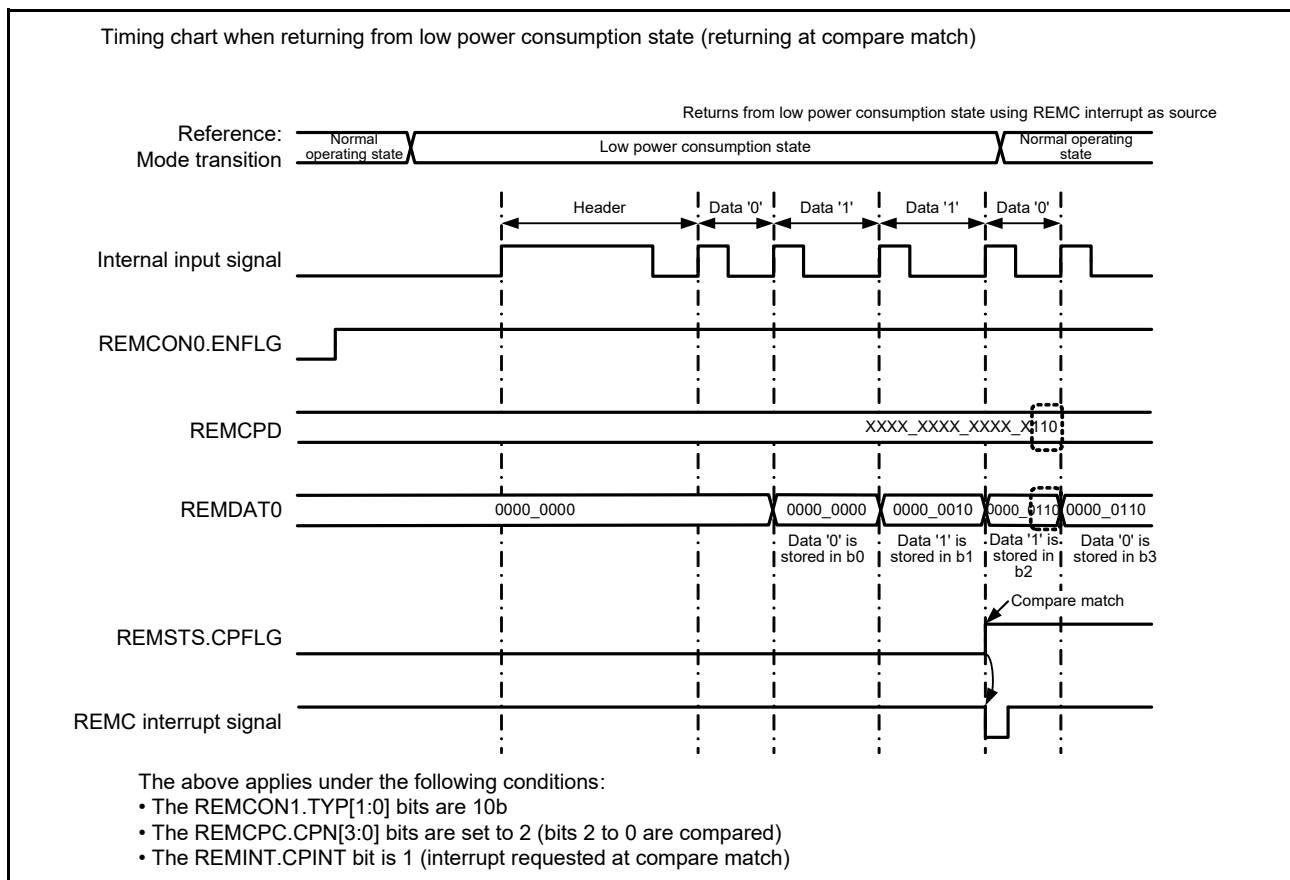 Timing chart when returning from low power consumption state (returning at compare match)
Returns from low power consumption state using REMC interrupt as source
Reference:
Mode transition
Normal
operating state
Low power consumption state
Normal operating
state
Header
Data '0'
Data '1'
Data '1'
Data '0'
Internal input signal
REMCON0.ENFLG
REMCPD
XXXX_XXXX_XXXX_X110
REMDAT0
0000_0000
0000_0000
0000_0010
0000_0110
0000_0110
Data '0' is
stored in b0
Data '1' is
stored in b1
Data '1' is
stored in
b2
Data '0' is
stored in b3
Compare match
REMSTS.CPFLG
REMC interrupt signal
The above applies under the following conditions:
• The REMCON1.TYP[1:0] bits are 10b
• The REMCPC.CPN[3:0] bits are set to 2 (bits 2 to 0 are compared)
• The REMINT.CPINT bit is 1 (interrupt requested at compare match)